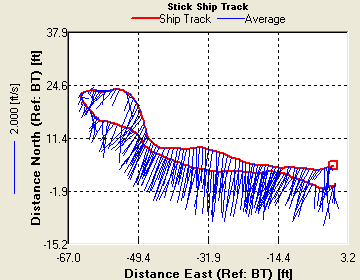 Stick Ship Track
Ship Track Average
2.000 [ft/s]
Distance North (Ref: BT) [ft]
37.9
24.6
11.4
-1.9
-15.2
-67.0 -49.4 -31.9 -14.4 3.2
Distance East (Ref: BT) [ft]